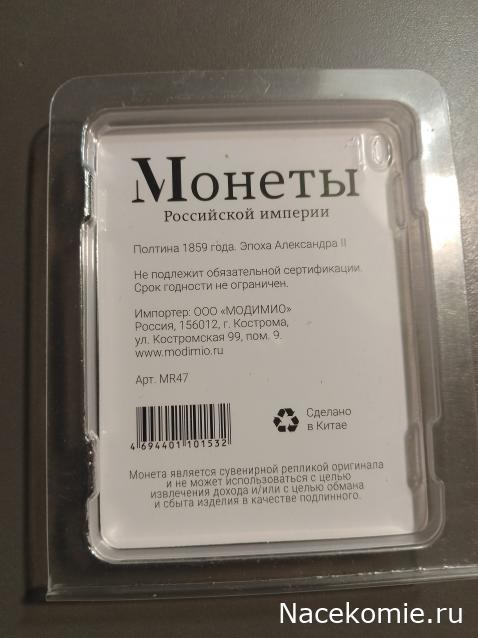 10
Монеты
Российской империи
Полтина 1859 года. Эпоха Александра II
Не подлежит обязательной сертификации.
Срок годности не ограничен.
Импортер: ООО «МОДИМИО»
Россия, 156012, г. Кострома,
ул. Костромская 99, пом. 9.
www.modimio.ru
Арт. MR47
4 694401 101532
Сделано
в Китае
Монета является сувенирной репликой оригинала
и не может использоваться с целью
извлечения дохода и/или с целью обмана
и сбыта изделия в качестве подлинного.
Nacekomie.ru